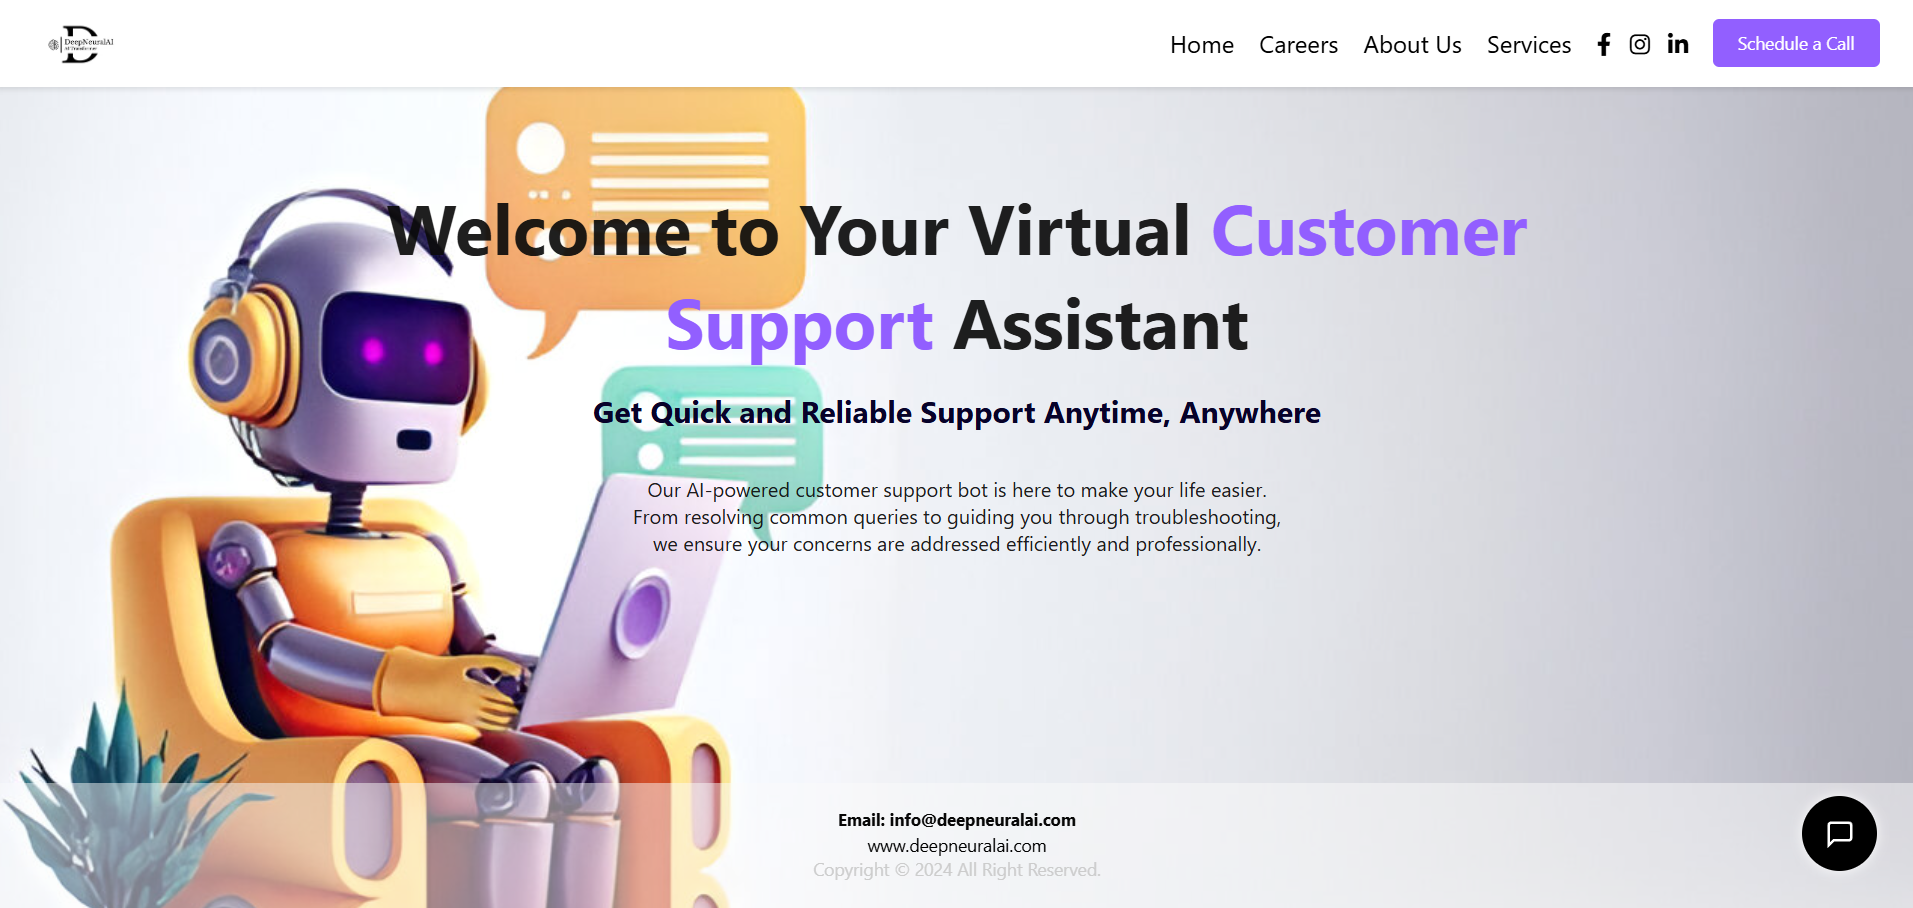 DeepNeuralAI
AI Transformer
Home Careers About Us Services Schedule a Call
Welcome to Your Virtual Customer
Support Assistant
Get Quick and Reliable Support Anytime, Anywhere
Our AI-powered customer support bot is here to make your life easier.
From resolving common queries to guiding you through troubleshooting,
we ensure your concerns are addressed efficiently and professionally.
Email: info@deepneuralai.com
www.deepneuralai.com
Copyright © 2024 All Right Reserved.